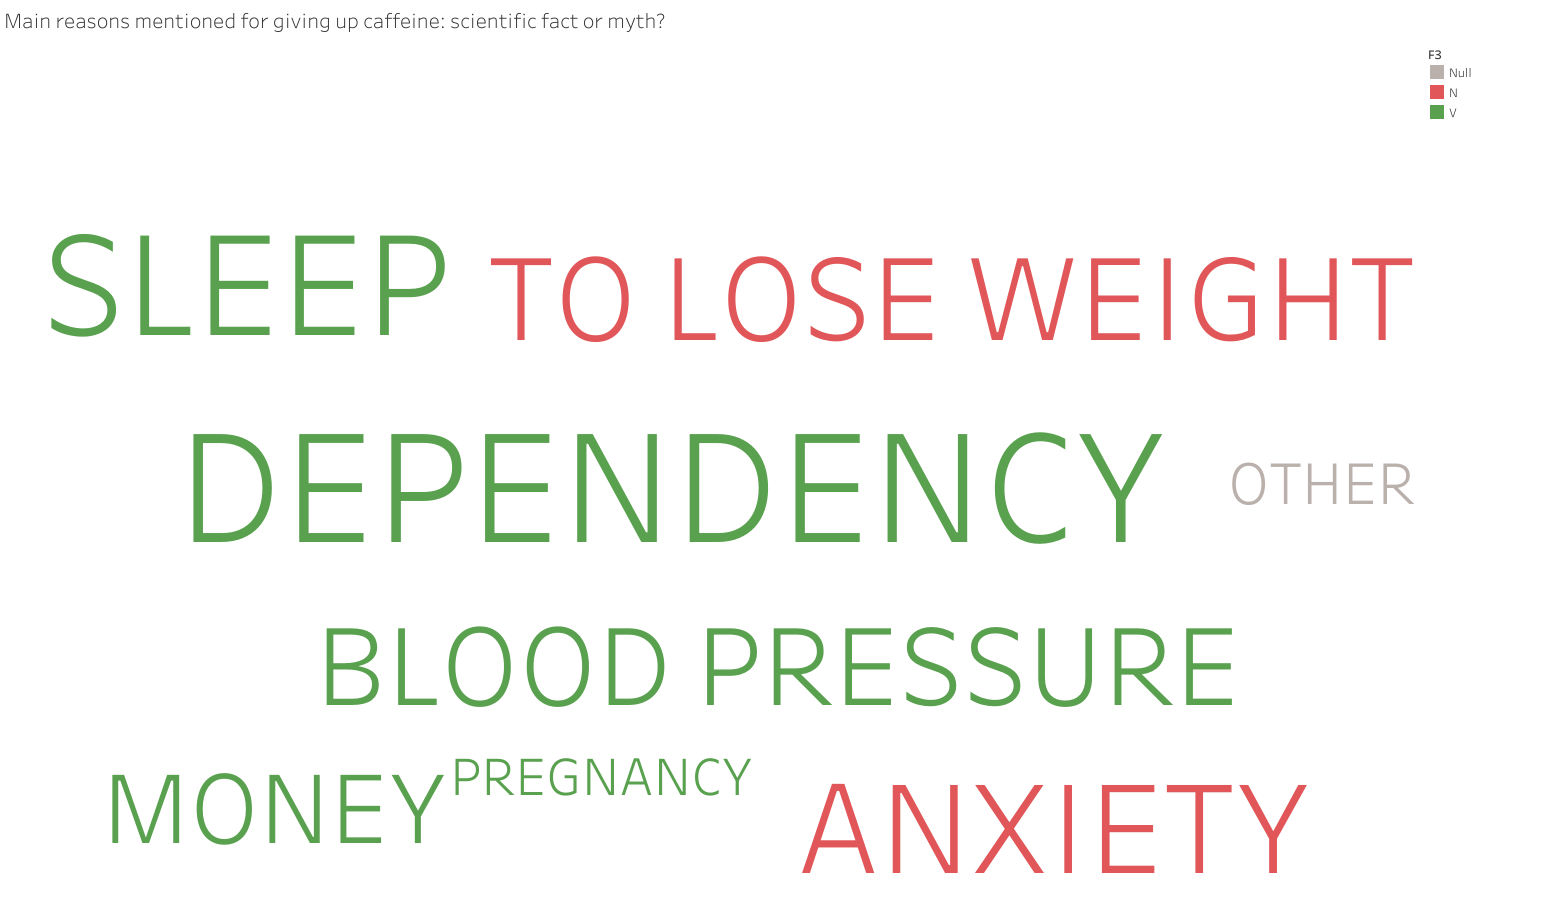 Main reasons mentioned for giving up caffeine: scientific fact or myth?
F3
Null
N
V
SLEEP TO LOSE WEIGHT
DEPENDENCY OTHER
BLOOD PRESSURE
MONEY PREGNANCY ANXIETY